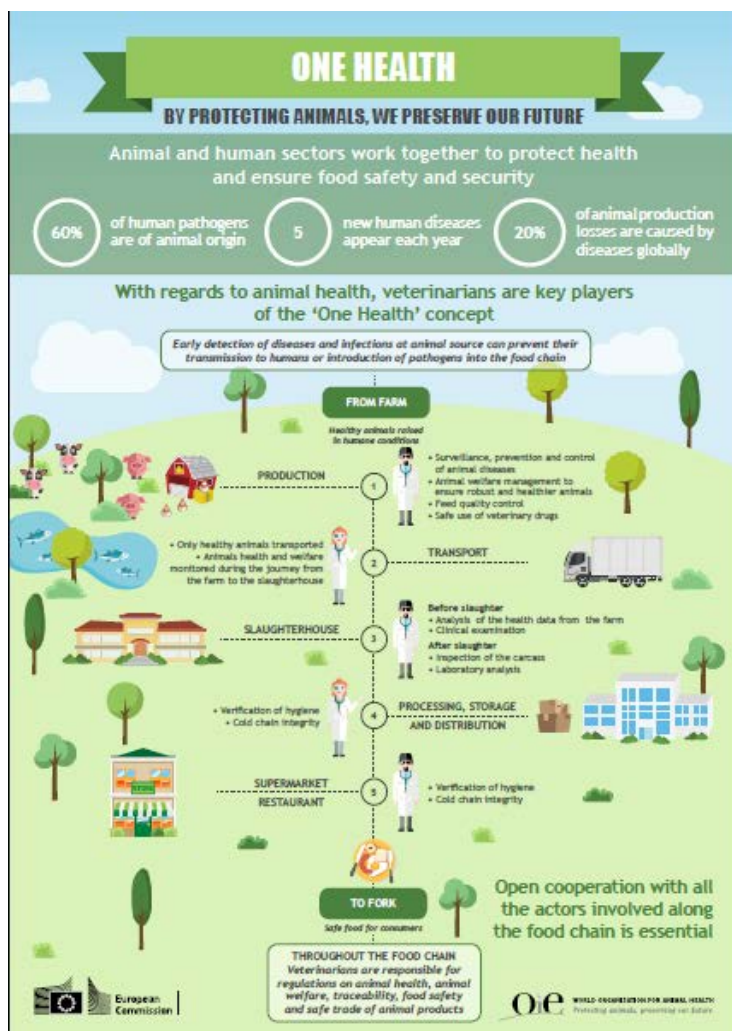 ONE HEALTH
BY PROTECTING ANIMALS, WE PRESERVE OUR FUTURE
Animal and human sectors work together to protect health
and ensure food safety and security
60%
of human pathogens
are of animal origin
5
new human diseases
appear each year
20%
of animal production
losses are caused by
diseases globally
With regards to animal health, veterinarians are key players
of the ‘One Health’ concept
Early detection of diseases and infections at animal source can prevent their
transmission to humans or introduction of pathogens into the food chain
FROM FARM
Healthy animals raised
in humane conditions
PRODUCTION
1
• Surveillance, prevention and control
of animal diseases
• Animal welfare management to
ensure robust and healthier animals
• Feed quality control
• Safe use of veterinary drugs
• Only healthy animals transported
• Animals health and welfare
monitored during the journey from
the farm to the slaughterhouse
2
TRANSPORT
SLAUGHTERHOUSE
3
Before slaughter
• Analysis of the health data from the farm
• Clinical examination
After slaughter
• Inspection of the carcass
• Laboratory analysis
• Verification of hygiene
• Cold chain integrity
4
PROCESSING, STORAGE
AND DISTRIBUTION
SUPERMARKET
RESTAURANT
5
• Verification of hygiene
• Cold chain integrity
TO FORK
Safe food for consumers
Open cooperation with all
the actors involved along
the food chain is essential
THROUGHOUT THE FOOD CHAIN
Veterinarians are responsible for
regulations on animal health, animal
welfare, traceability, food safety
and safe trade of animal products
European
Commission
Oie
WORLD ORGANISATION FOR ANIMAL HEALTH
Protecting animals, preserving our future